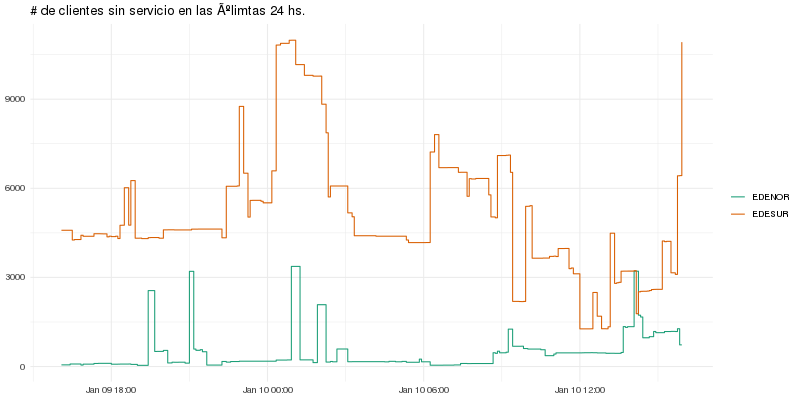 # de clientes sin servicio en las Ãºlimtas 24 hs.
9000
6000
3000
0
Jan 09 18:00
Jan 10 00:00
Jan 10 06:00
Jan 10 12:00
EDENOR
EDESUR